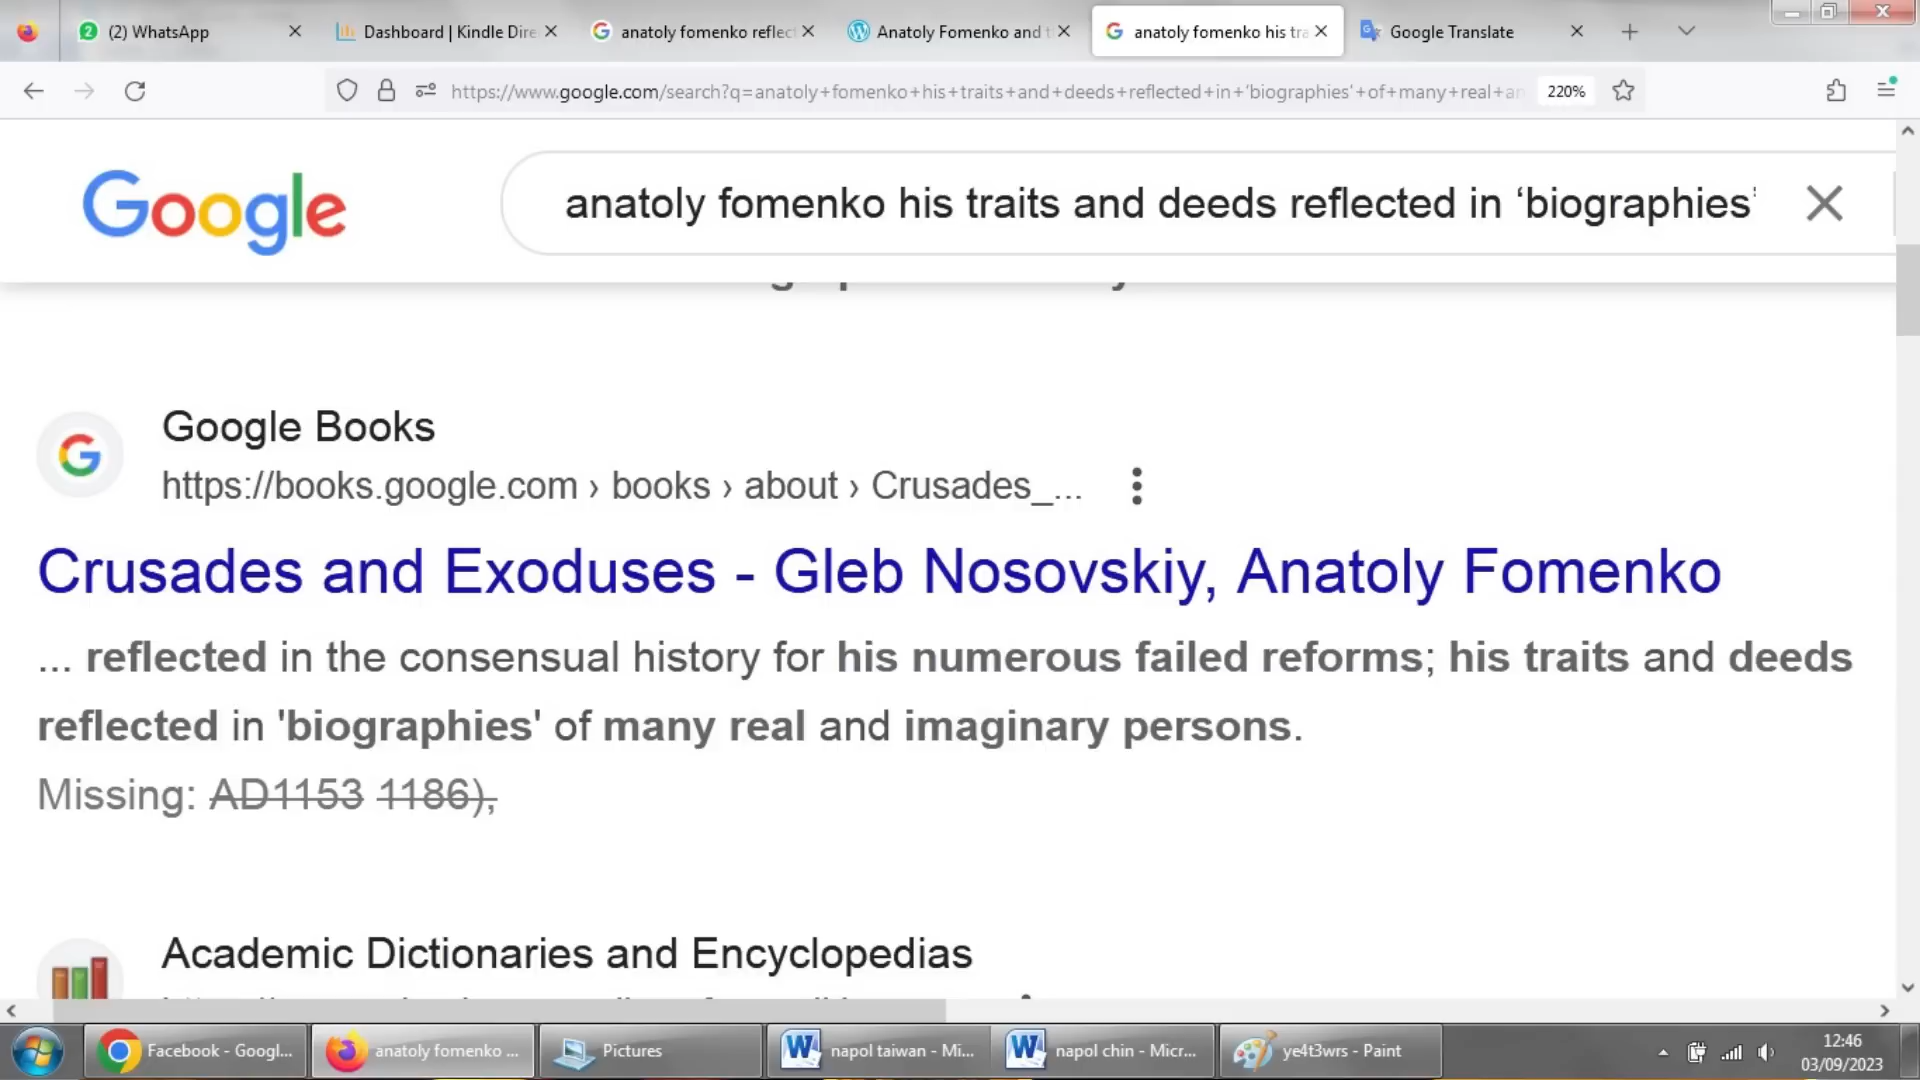 (2) WhatsApp
Dashboard | Kindle Dire
anatoly fomenko reflect
Anatoly Fomenko and t
anatoly fomenko his tra
Google Translate
https://www.google.com/search?q=anatoly+fomenko+his+traits+and+deeds+reflected+in+'biographies'+of+many+real+an
220%
Google
anatoly fomenko his traits and deeds reflected in ‘biographies’
Google Books
https://books.google.com › books › about › Crusades_...
Crusades and Exoduses - Gleb Nosovskiy, Anatoly Fomenko
... reflected in the consensual history for his numerous failed reforms; his traits and deeds
reflected in 'biographies' of many real and imaginary persons.
Missing: AD1153 1186),
Academic Dictionaries and Encyclopedias
Facebook - Googl...
anatoly fomenko ...
Pictures
napol taiwan - Mi...
napol chin - Micr...
ye4t3wrs - Paint
12:46
03/09/2023